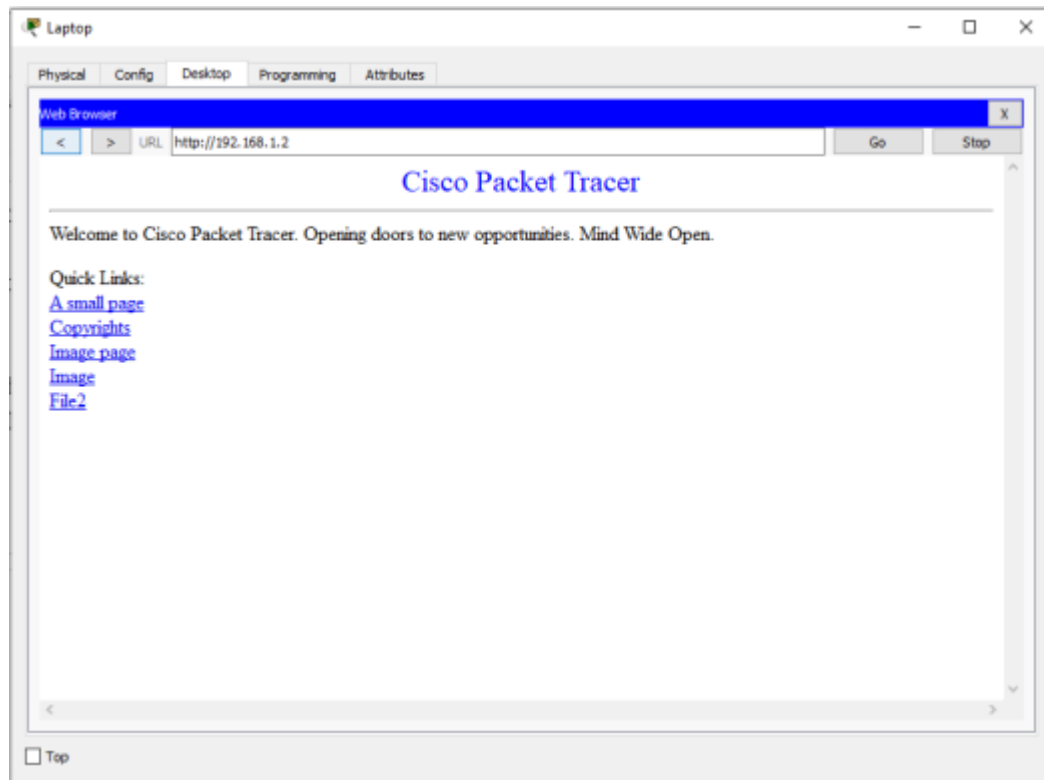 Laptop
Physical Config Desktop Programming Attributes
Web Browser X
< > URL http://192.168.1.2 Go Stop
Cisco Packet Tracer
Welcome to Cisco Packet Tracer. Opening doors to new opportunities. Mind Wide Open.
Quick Links:
A small page
Copyrights
Image page
Image
File2
Top